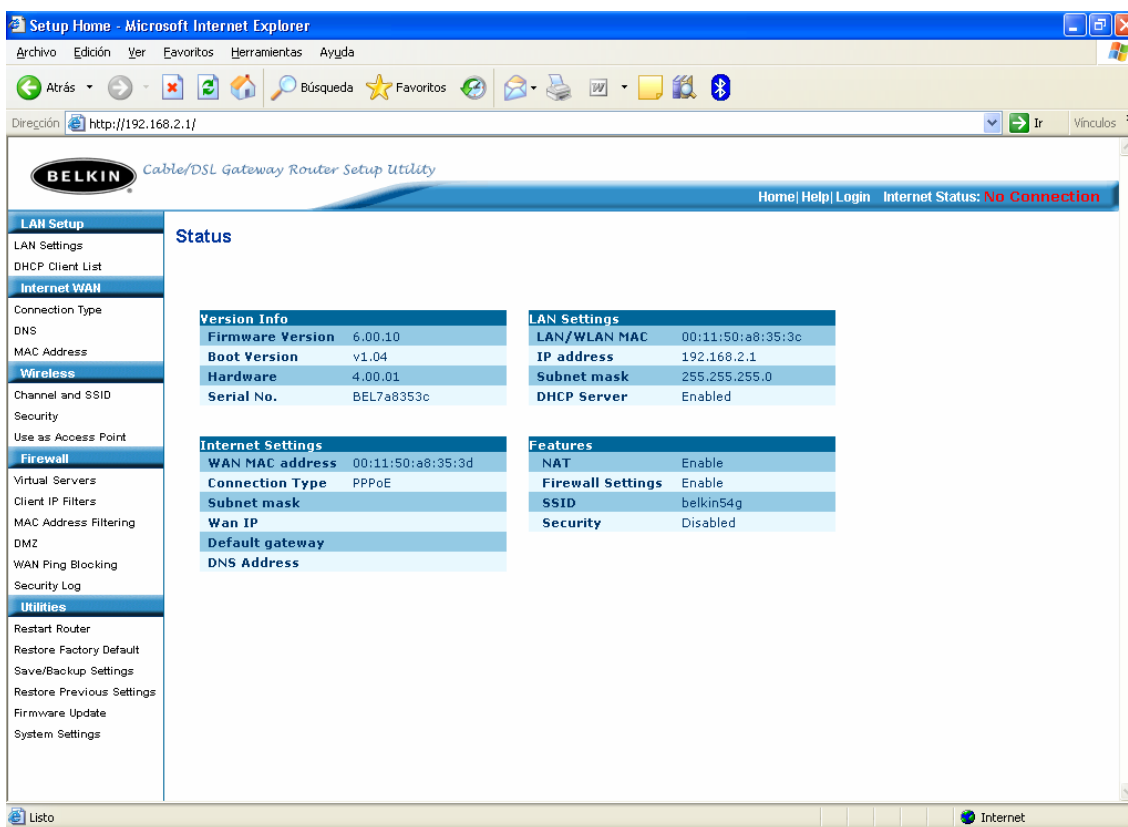 Setup Home - Microsoft Internet Explorer
Archivo Edición Ver Favoritos Herramientas Ayuda
Atrás Búsqueda Favoritos
Dirección http://192.168.2.1/ Ir Vínculos
BELKIN Cable/DSL Gateway Router Setup Utility
Home| Help| Login Internet Status: No Connection
LAN Setup
LAN Settings
DHCP Client List
Internet WAN
Connection Type
DNS
MAC Address
Wireless
Channel and SSID
Security
Use as Access Point
Firewall
Virtual Servers
Client IP Filters
MAC Address Filtering
DMZ
WAN Ping Blocking
Security Log
Utilities
Restart Router
Restore Factory Default
Save/Backup Settings
Restore Previous Settings
Firmware Update
System Settings
Status
Version Info
Firmware Version 6.00.10
Boot Version v1.04
Hardware 4.00.01
Serial No. BEL7a8353c
LAN Settings
LAN/WLAN MAC 00:11:50:a8:35:3c
IP address 192.168.2.1
Subnet mask 255.255.255.0
DHCP Server Enabled
Internet Settings
WAN MAC address 00:11:50:a8:35:3d
Connection Type PPPoE
Subnet mask
Wan IP
Default gateway
DNS Address
Features
NAT Enable
Firewall Settings Enable
SSID belkin54g
Security Disabled
Listo Internet